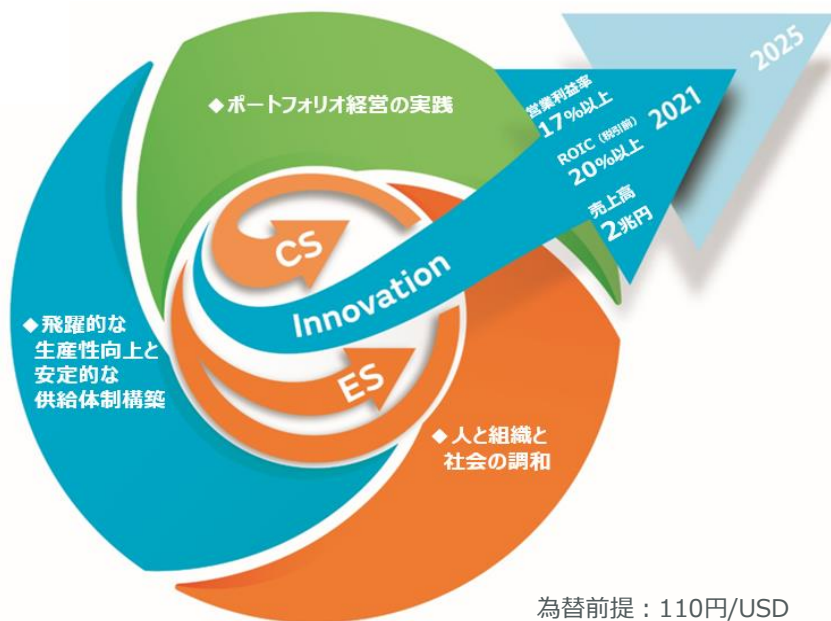 ◆ポートフォリオ経営の実践
営業利益率
17%以上
ROIC（税引前）
20%以上
売上高
2兆円
2021
2025
CS
Innovation
ES
◆飛躍的な
生産性向上と
安定的な
供給体制構築
◆人と組織と
社会の調和
為替前提：110円/USD